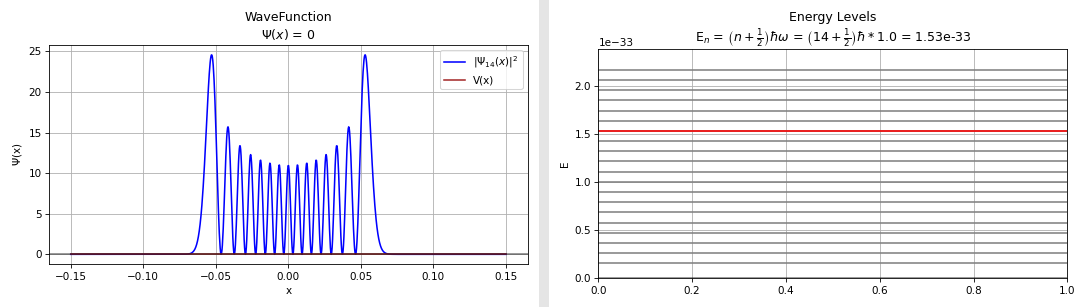 WaveFunction
Ψ(x) = 0
25
20
15
10
5
0
Ψ(x)
|Ψ₁₄(x)|²
V(x)
−0.15 −0.10 −0.05 0.00 0.05 0.10 0.15
x
Energy Levels
Eₙ = (n + 1/2)ħω = (14 + 1/2)ħ * 1.0 = 1.53e-33
1e−33
2.0
1.5
1.0
0.5
0.0
E
0.0 0.2 0.4 0.6 0.8 1.0